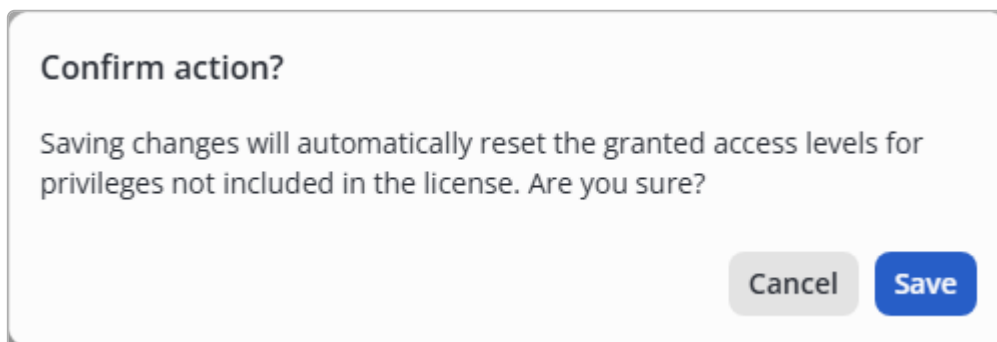 Confirm action?
Saving changes will automatically reset the granted access levels for
privileges not included in the license. Are you sure?
Cancel
Save